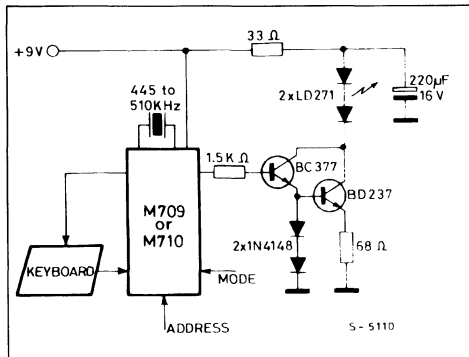 +9V
33 Ω
445 to
510KHz
2xLD271
220µF
16 V
1.5K Ω
BC377
BD237
M709
or
M710
2x1N4148
68 Ω
KEYBOARD
MODE
ADDRESS
S - 5110